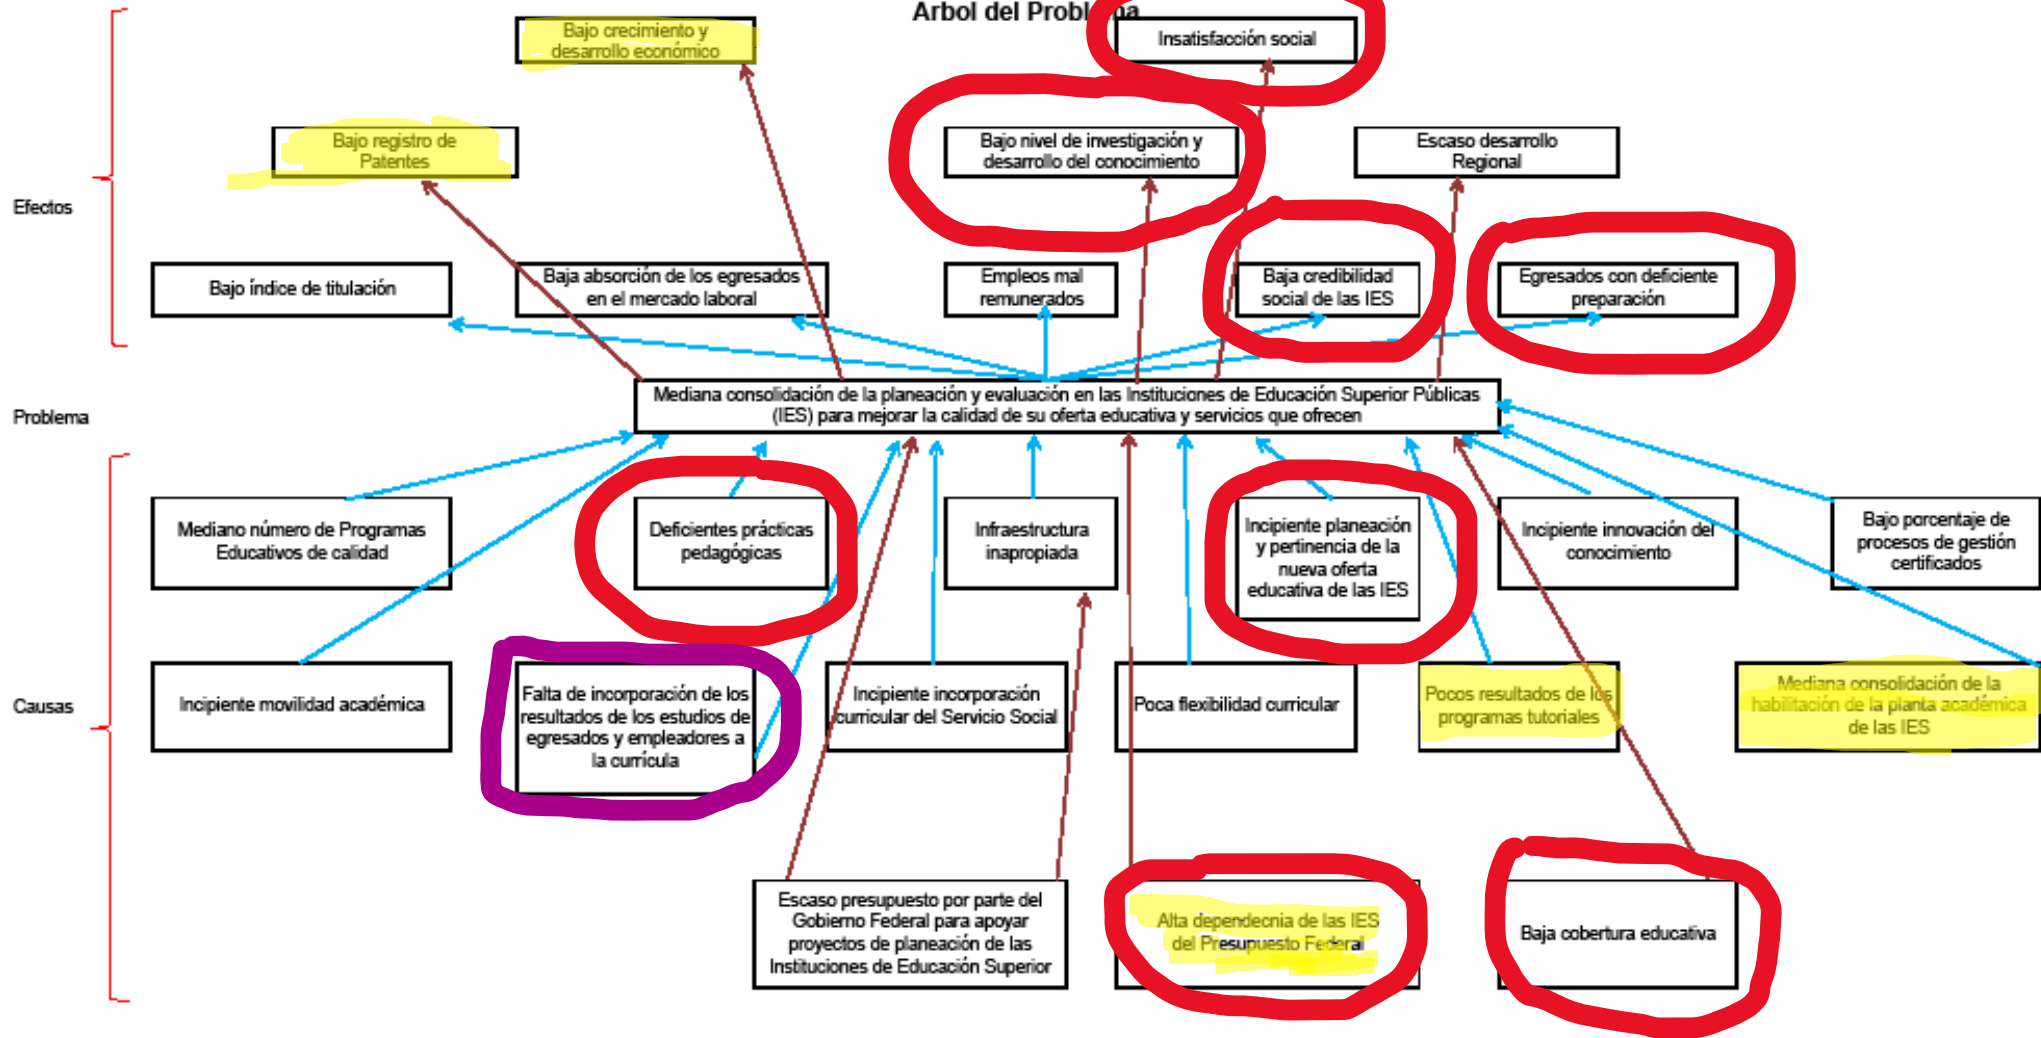 Arbol del Problema
Bajo crecimiento y
desarrollo económico
Insatisfacción social
Bajo registro de
Patentes
Bajo nivel de investigación y
desarrollo del conocimiento
Escaso desarrollo
Regional
Efectos
Bajo índice de titulación
Baja absorción de los egresados
en el mercado laboral
Empleos mal
remunerados
Baja credibilidad
social de las IES
Egresados con deficiente
preparación
Problema
Mediana consolidación de la planeación y evaluación en las Instituciones de Educación Superior Públicas
(IES) para mejorar la calidad de su oferta educativa y servicios que ofrecen
Mediano número de Programas
Educativos de calidad
Deficientes prácticas
pedagógicas
Infraestructura
inapropiada
Incipiente planeación
y pertinencia de la
nueva oferta
educativa de las IES
Incipiente innovación del
conocimiento
Bajo porcentaje de
procesos de gestión
certificados
Causas
Incipiente movilidad académica
Falta de incorporación de los
resultados de los estudios de
egresados y empleadores a
la currícula
Incipiente incorporación
curricular del Servicio Social
Poca flexibilidad curricular
Pocos resultados de los
programas tutoriales
Mediana consolidación de la
habilitación de la planta académica
de las IES
Escaso presupuesto por parte del
Gobierno Federal para apoyar
proyectos de planeación de las
Instituciones de Educación Superior
Alta dependecnia de las IES
del Presupuesto Federal
Baja cobertura educativa